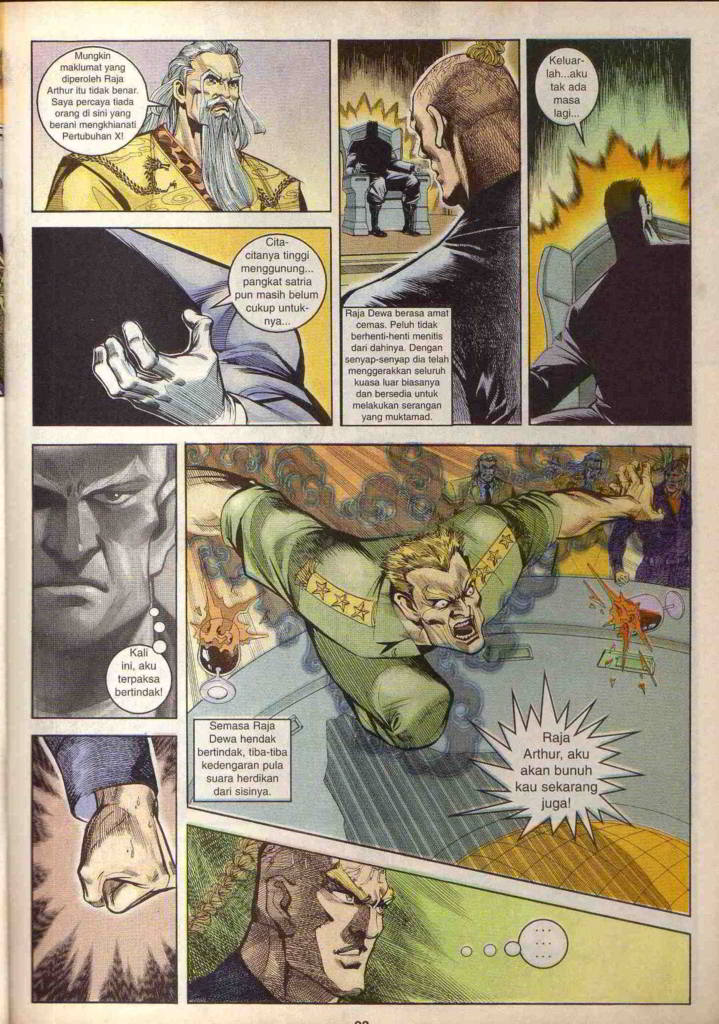 Mungkin
maklumat yang
diperoleh Raja
Arthur itu tidak benar.
Saya percaya tiada
orang di sini yang
berani mengkhianati
Pertubuhan X!
Keluar-
lah...aku
tak ada
masa
lagi...
Raja Dewa berasa amat
cemas. Peluh tidak
berhenti-henti menitis
dari dahinya. Dengan
senyap-senyap dia telah
menggerakkan seluruh
kuasa luar biasanya
dan bersedia untuk
melakukan serangan
yang muktamad.
Cita-
citanya tinggi
menggunung...
pangkat satria
pun masih belum
cukup untuk-
nya...
Kali
ini, aku
terpaksa
bertindak!
Semasa Raja
Dewa hendak
bertindak, tiba-tiba
kedengaran pula
suara herdikan
dari sisinya.
Raja
Arthur, aku
akan bunuh
kau sekarang
juga!
...
...